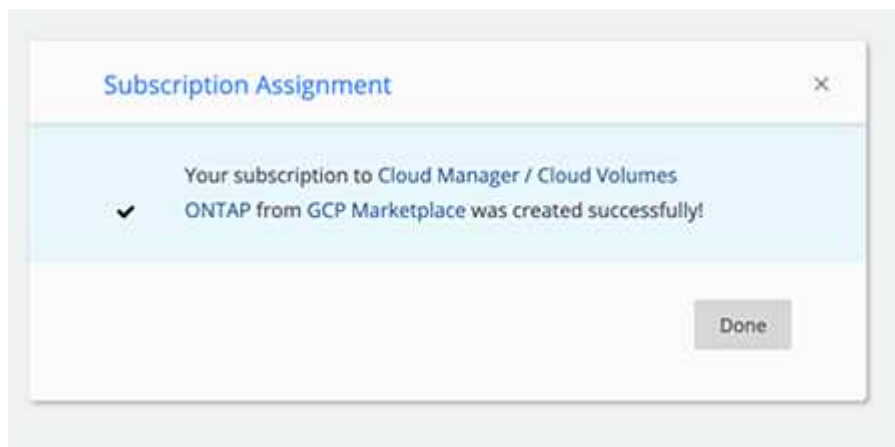 Subscription Assignment
Your subscription to Cloud Manager / Cloud Volumes
ONTAP from GCP Marketplace was created successfully!
Done